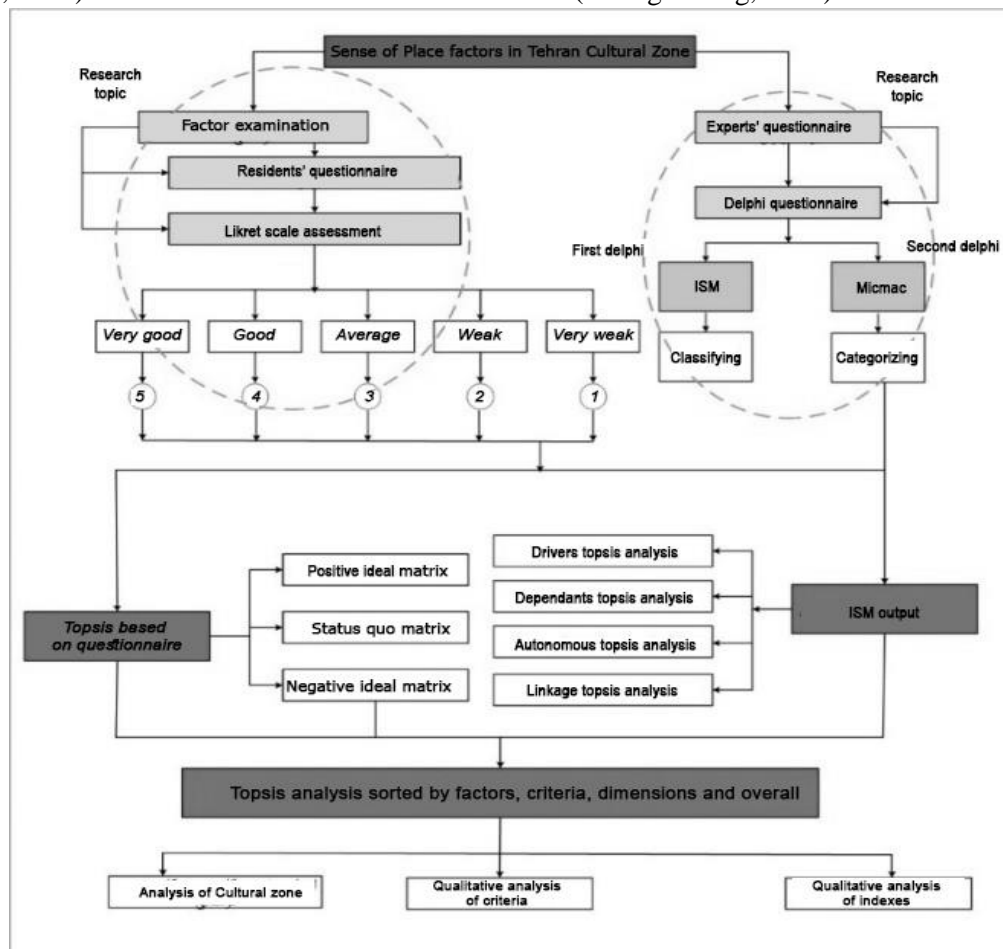 Sense of Place factors in Tehran Cultural Zone
Research
topic
Research
topic
Factor examination
Experts' questionnaire
Residents' questionnaire
Delphi questionnaire
Likret scale assessment
First delphi
Second delphi
ISM
Micmac
Very good
Good
Average
Weak
Very weak
Classifying
Categorizing
5
4
3
2
1
Drivers topsis analysis
Positive ideal matrix
Dependants topsis analysis
ISM output
Topsis based
on questionnaire
Status quo matrix
Autonomous topsis analysis
Negative ideal matrix
Linkage topsis analysis
Topsis analysis sorted by factors, criteria, dimensions and overall
Analysis of Cultural zone
Qualitative analysis
of criteria
Qualitative analysis
of indexes